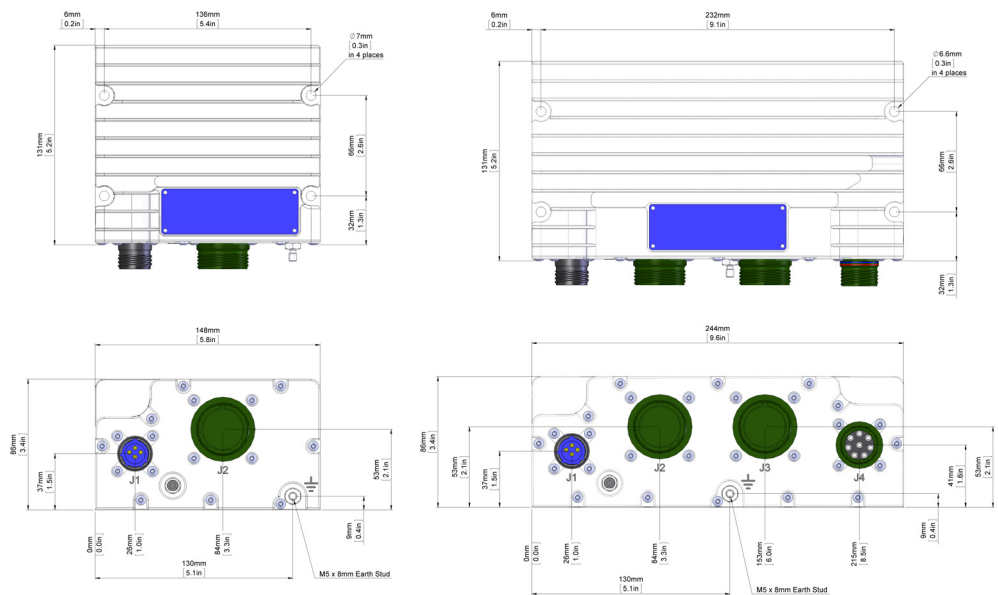 6mm
[0.2in]
136mm
[5.4in]
∅7mm
[0.3in]
in 4 places
131mm
[5.2in]
66mm
[2.6in]
32mm
[1.3in]
6mm
[0.2in]
232mm
[9.1in]
∅6.6mm
[0.3in]
in 4 places
131mm
[5.2in]
66mm
[2.6in]
32mm
[1.3in]
148mm
[5.8in]
86mm
[3.4in]
37mm
[1.5in]
J1
J2
53mm
[2.1in]
9mm
[0.4in]
0mm
[0.0in]
26mm
[1.0in]
84mm
[3.3in]
130mm
[5.1in]
M5 x 8mm Earth Stud
244mm
[9.6in]
86mm
[3.4in]
53mm
[2.1in]
37mm
[1.5in]
J1
J2
J3
J4
41mm
[1.6in]
53mm
[2.1in]
9mm
[0.4in]
0mm
[0.0in]
26mm
[1.0in]
84mm
[3.3in]
153mm
[6.0in]
215mm
[8.5in]
130mm
[5.1in]
M5 x 8mm Earth Stud